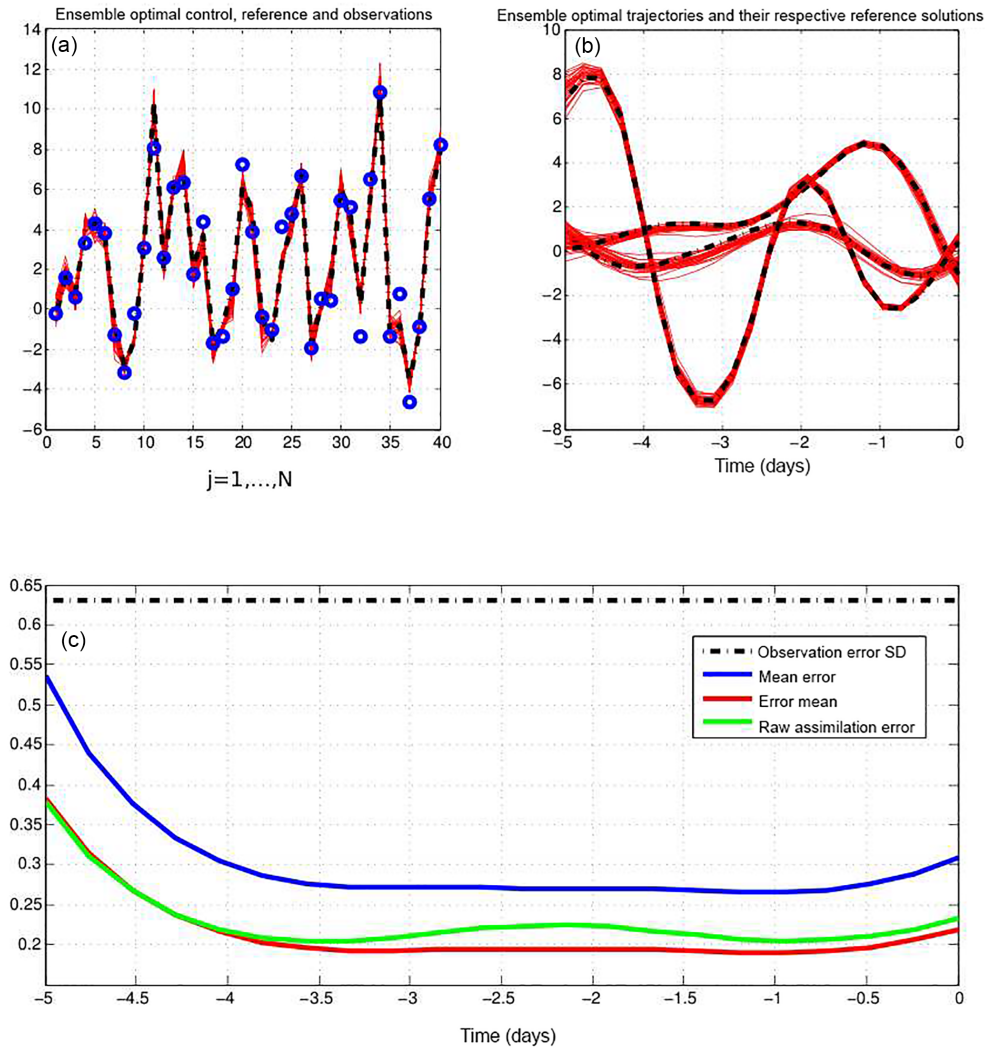 Ensemble optimal control, reference and observations
(a)
14
12
10
8
6
4
2
0
−2
−4
−6
0 5 10 15 20 25 30 35 40
j=1,...,N
Ensemble optimal trajectories and their respective reference solutions
(b)
10
8
6
4
2
0
−2
−4
−6
−8
−5 −4 −3 −2 −1 0
Time (days)
(c)
0.65
0.6
0.55
0.5
0.45
0.4
0.35
0.3
0.25
0.2
−5 −4.5 −4 −3.5 −3 −2.5 −2 −1.5 −1 −0.5 0
Observation error SD
Mean error
Error mean
Raw assimilation error
Time (days)